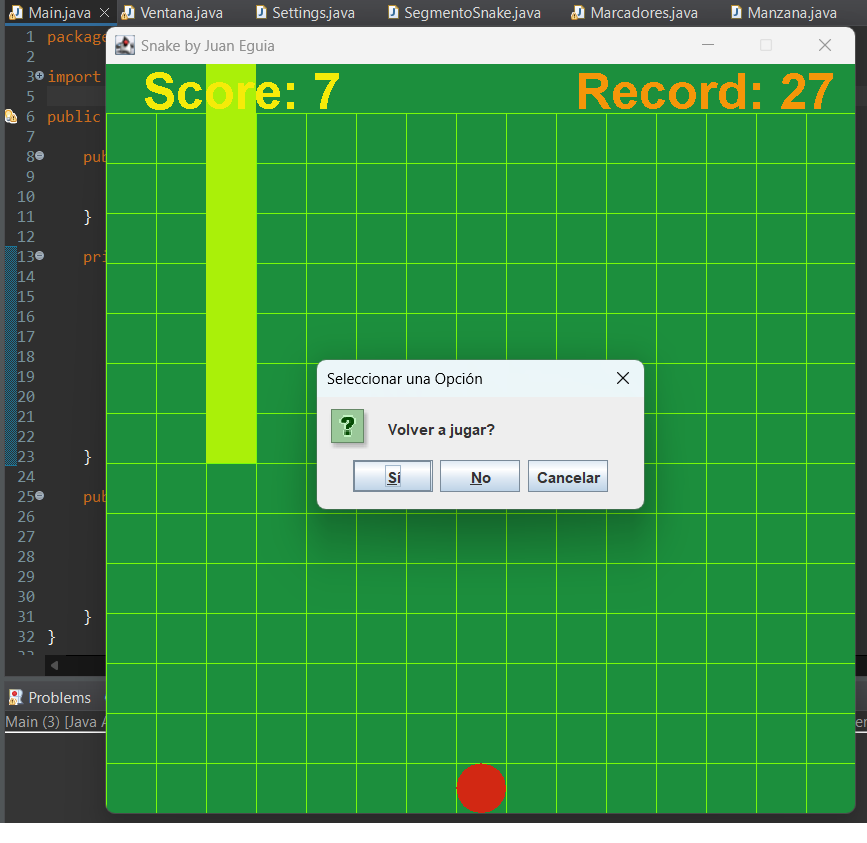 Main.java Ventana.java Settings.java SegmentoSnake.java Marcadores.java Manzana.java
Snake by Juan Eguia
Score: 7 Record: 27
1 package
2
3 import
5
6 public
7
8 pub
9
10
11 }
12
13 pri
14
15
16
17
18
19
20
21
22
23 }
24
25 pub
26
27
28
29
30
31 }
32 }
33
Seleccionar una Opción
?
Volver a jugar?
Sí No Cancelar
Problems
Main (3) [Java